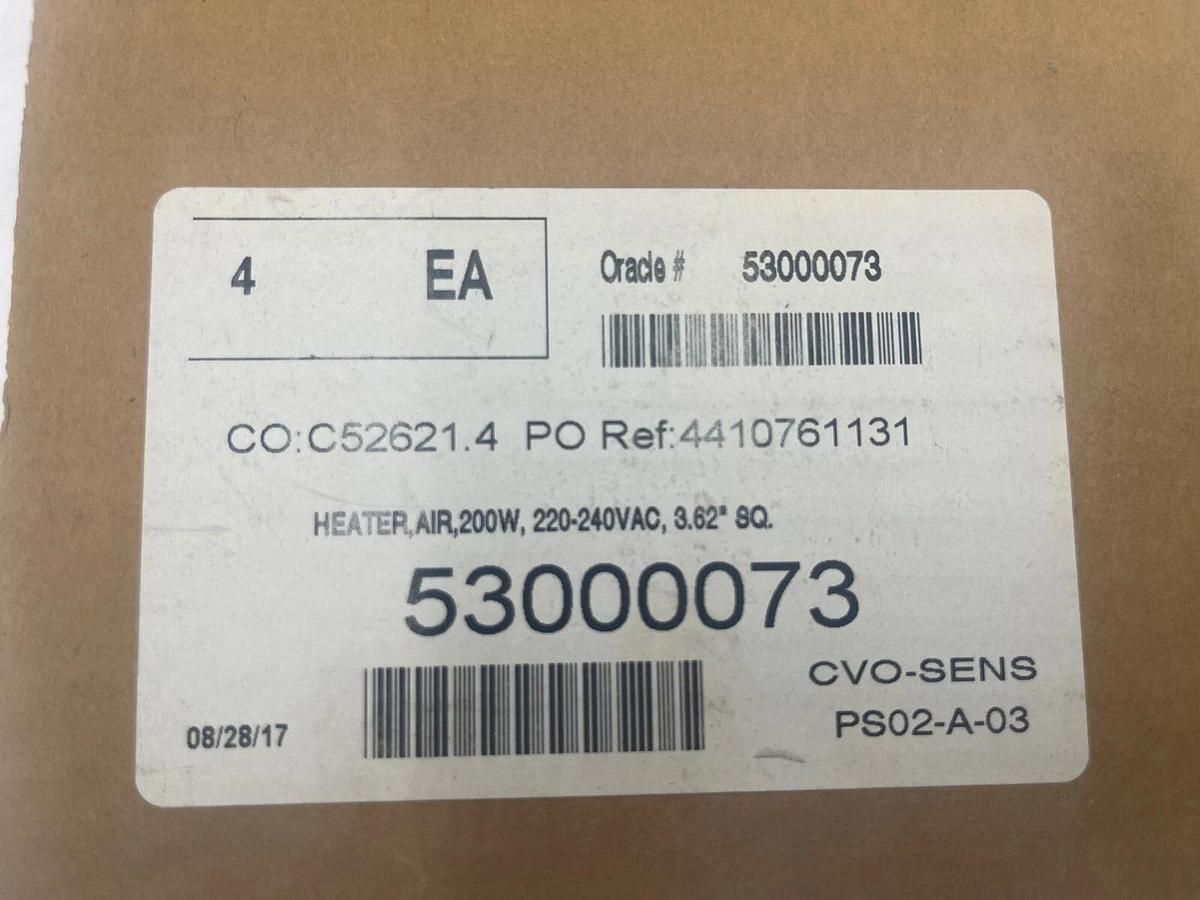 4 EA
Oracle # 53000073
CO:C52621.4 PO Ref:4410761131
HEATER,AIR,200W, 220-240VAC, 3.62" SQ.
53000073
CVO-SENS
08/28/17
PS02-A-03